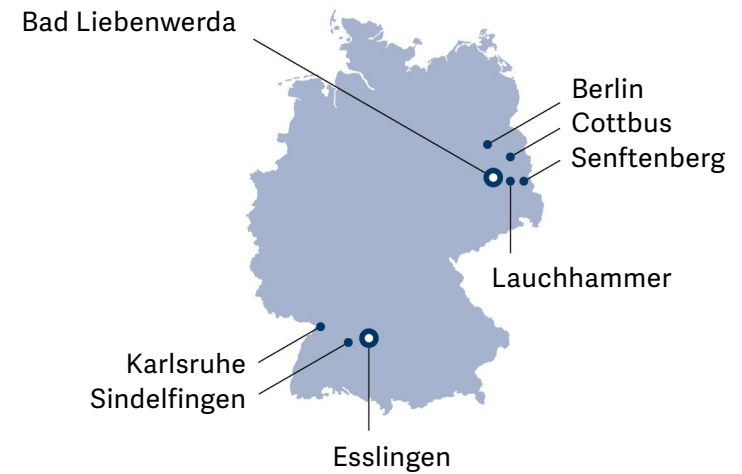 Bad Liebenwerda
Berlin
Cottbus
Senftenberg
Lauchhammer
Karlsruhe
Sindelfingen
Esslingen